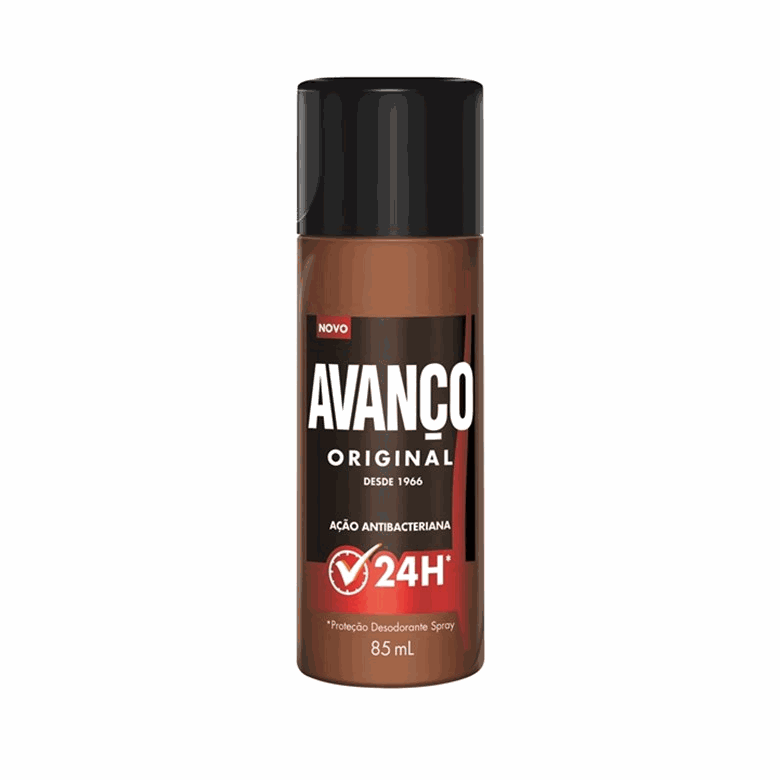 NOVO
AVANÇO
ORIGINAL
DESDE 1966
AÇÃO ANTIBACTERIANA
24H*
*Proteção Desodorante Spray
85 mL